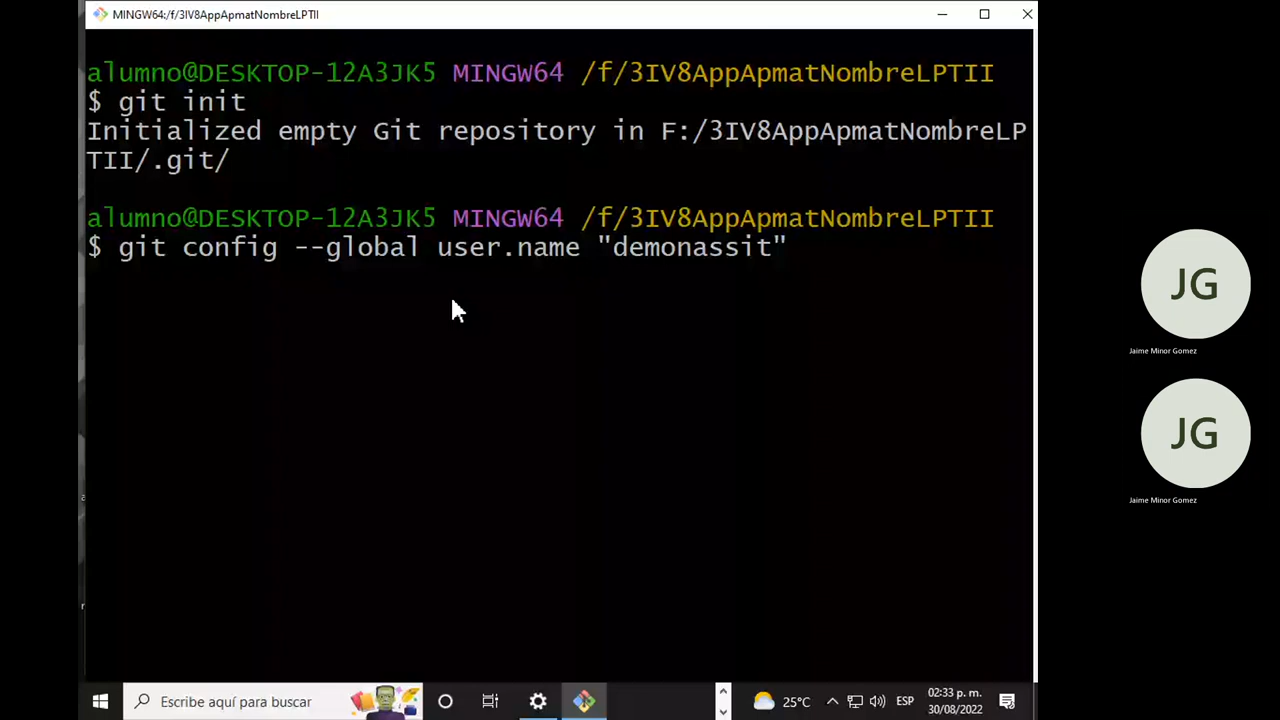 MINGW64:/f/3IV8AppApmatNombreLPTII
alumno@DESKTOP-12A3JK5 MINGW64 /f/3IV8AppApmatNombreLPTII
$ git init
Initialized empty Git repository in F:/3IV8AppApmatNombreLP
TII/.git/
alumno@DESKTOP-12A3JK5 MINGW64 /f/3IV8AppApmatNombreLPTII
$ git config --global user.name "demonassit"
JG
Jaime Minor Gomez
JG
Jaime Minor Gomez
Escribe aquí para buscar
25°C
ESP
02:33 p. m.
30/08/2022